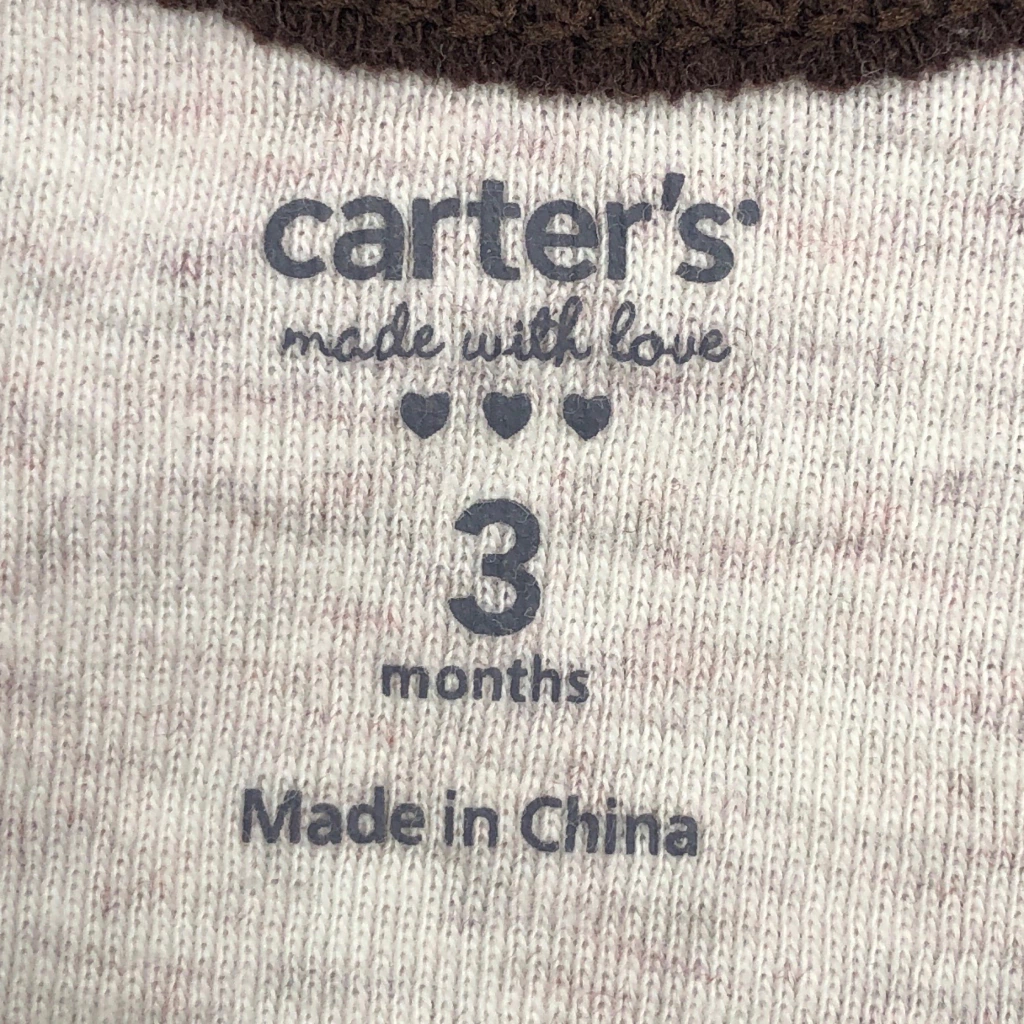 carter's
made with love
3
months
Made in China